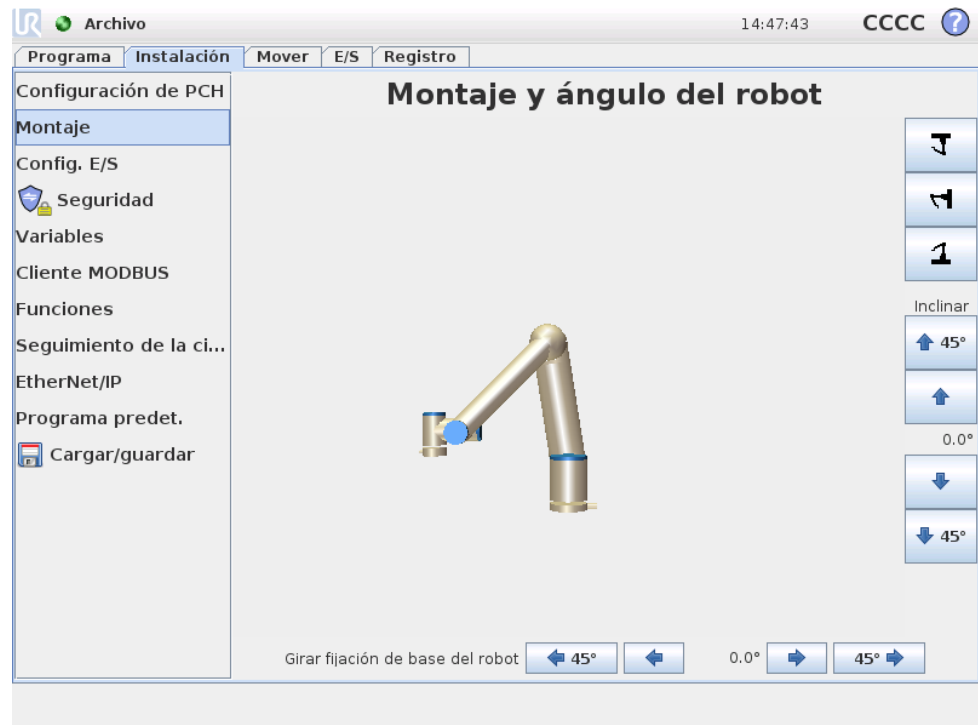 UR Archivo 14:47:43 CCCC ?
Programa Instalación Mover E/S Registro
Configuración de PCH
Montaje
Config. E/S
Seguridad
Variables
Cliente MODBUS
Funciones
Seguimiento de la ci...
EtherNet/IP
Programa predet.
Cargar/guardar
Montaje y ángulo del robot
Inclinar
45°
0.0°
45°
Girar fijación de base del robot 45° 0.0° 45°